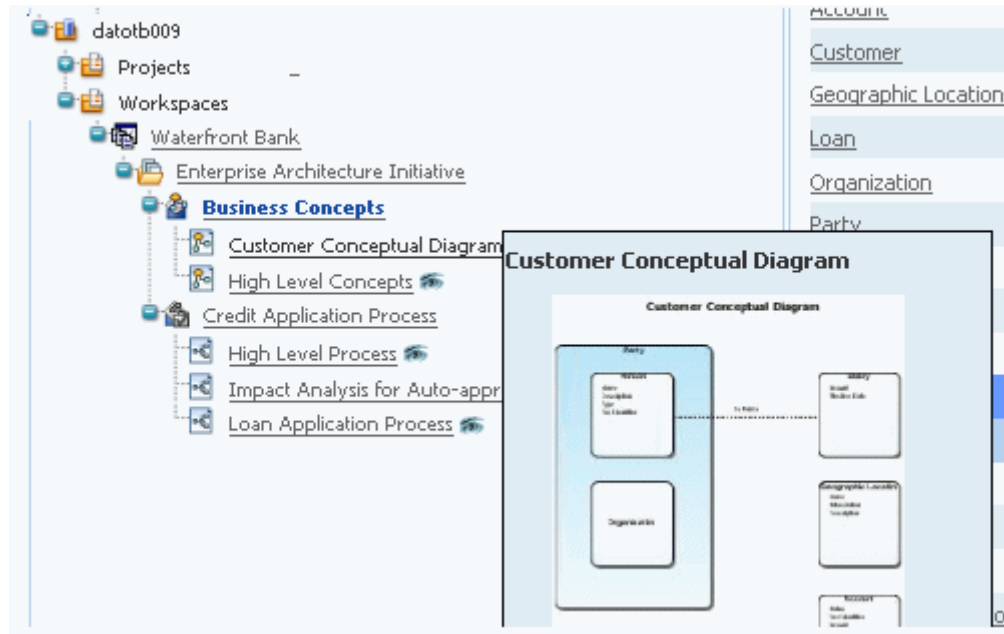 datotb009
Projects
Workspaces
Waterfront Bank
Enterprise Architecture Initiative
Business Concepts
Customer Conceptual Diagram
High Level Concepts
Credit Application Process
High Level Process
Impact Analysis for Auto-appr
Loan Application Process
Account
Customer
Geographic Location
Loan
Organization
Party
Customer Conceptual Diagram
Customer Conceptual Diagram
Party
Organization